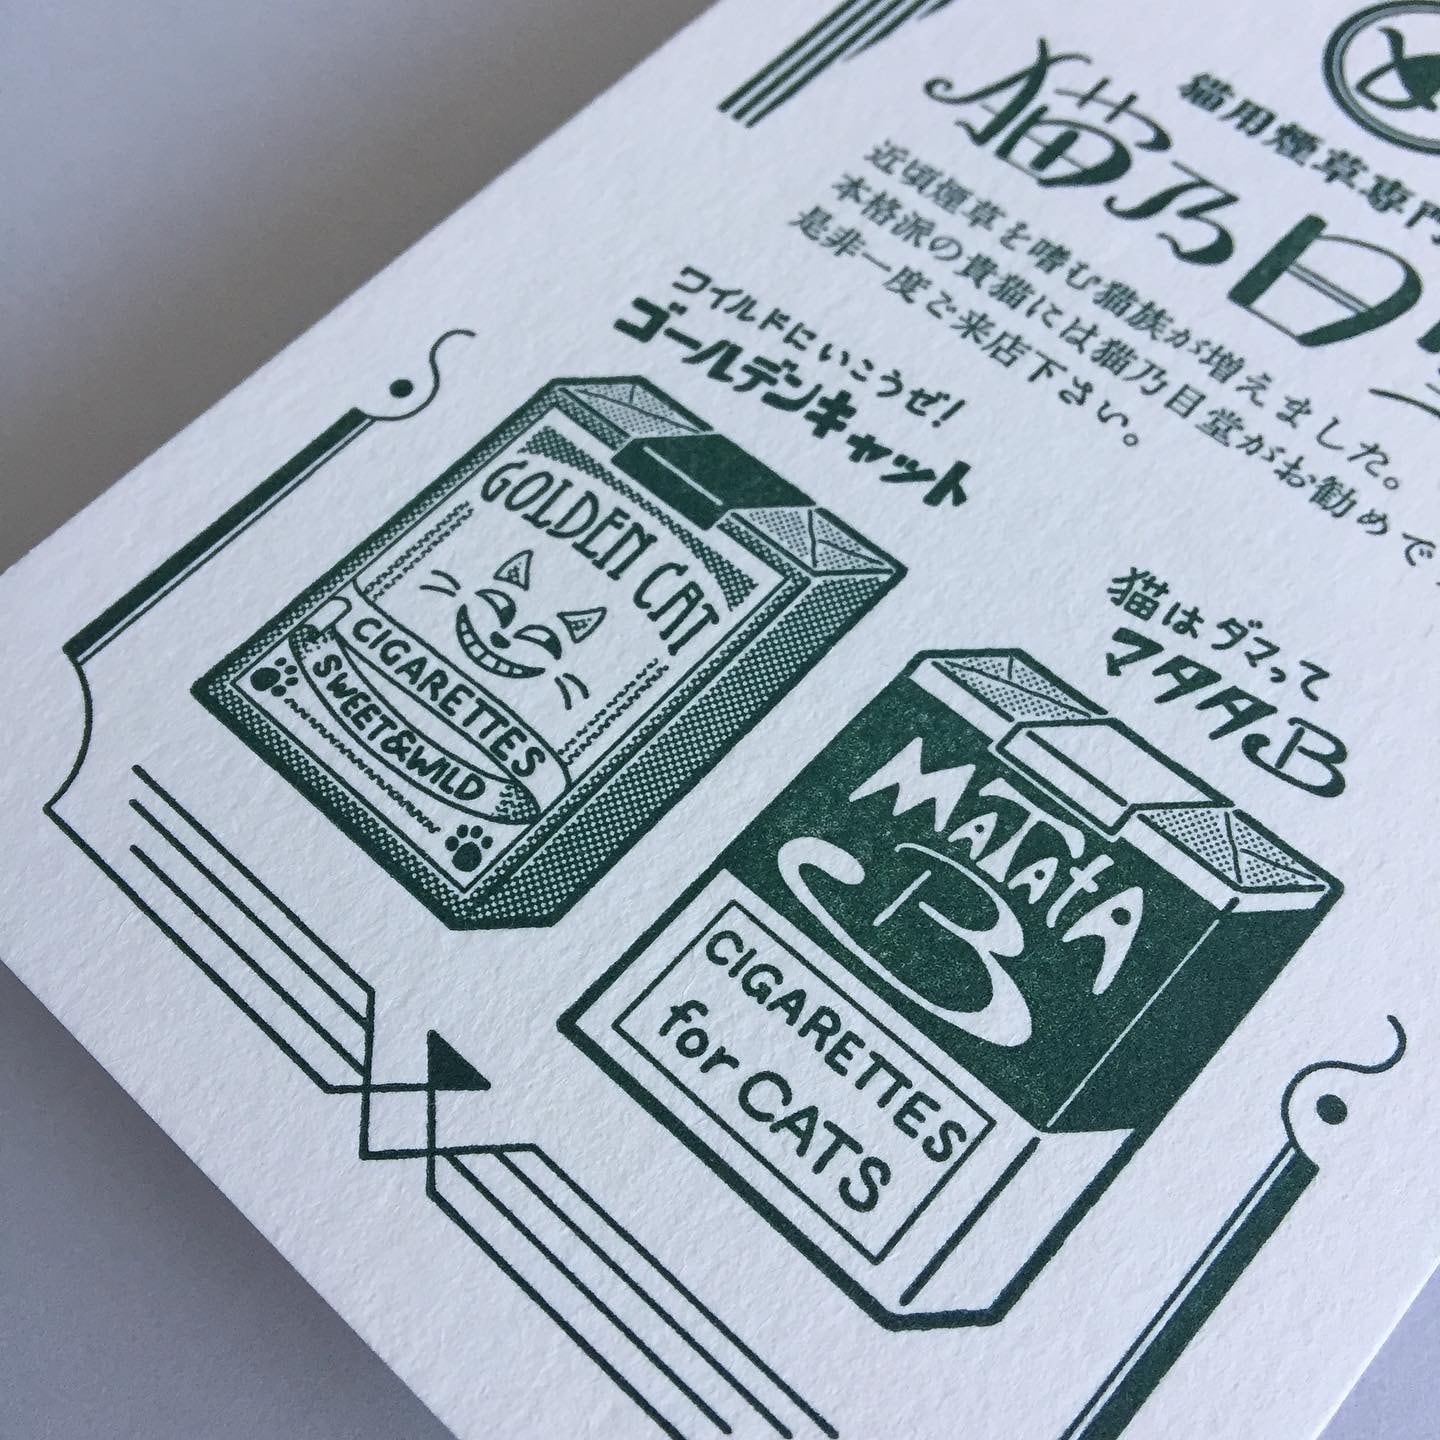 猫用煙草専門
猫乃目
近頃煙草を嗜む猫族が増えました。
本格派の貴猫には猫乃目堂がお勧めで
是非一度ご来店下さい。
ワイルドにいこうぜ!
ゴールデンキャット
GOLDEN CAT
CIGARETTES
SWEET&WILD
猫はダマって
マタタB
MATATA
B
CIGARETTES
for CATS